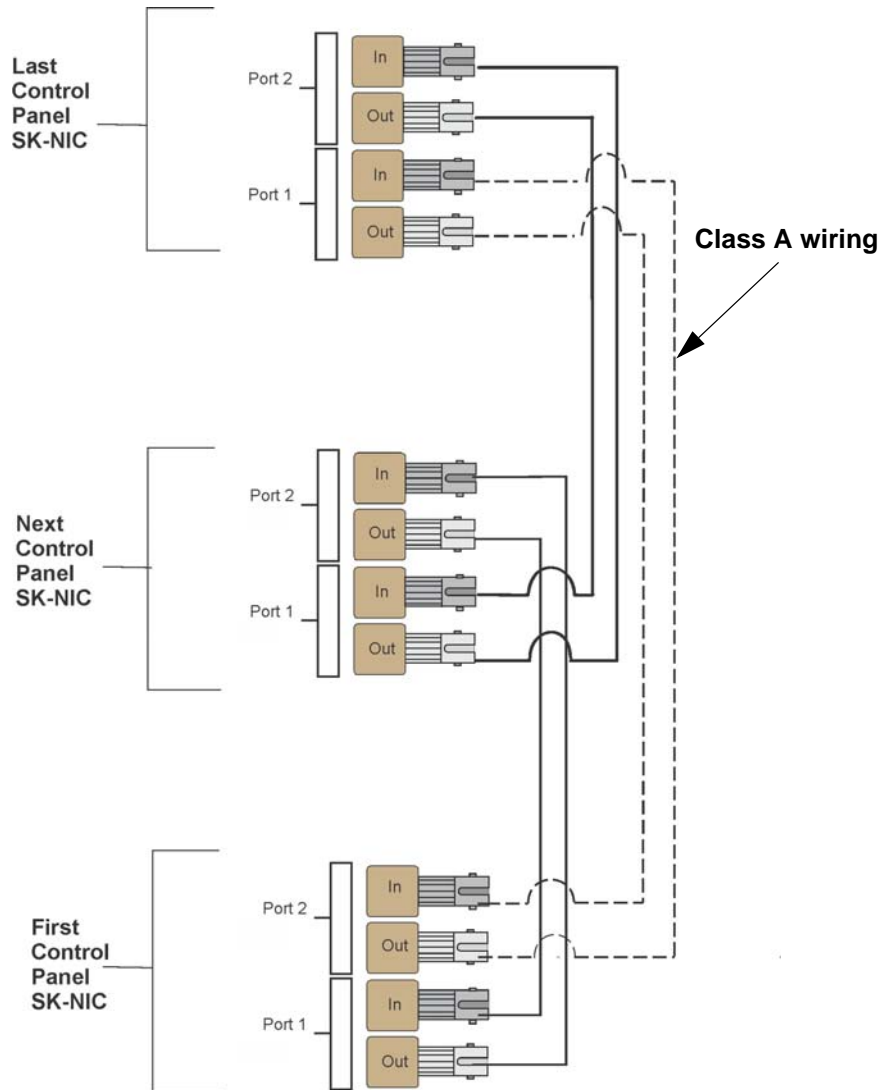 Last
Control
Panel
SK-NIC
Port 2
In
Out
Port 1
In
Out
Class A wiring
Next
Control
Panel
SK-NIC
Port 2
In
Out
Port 1
In
Out
First
Control
Panel
SK-NIC
Port 2
In
Out
Port 1
In
Out